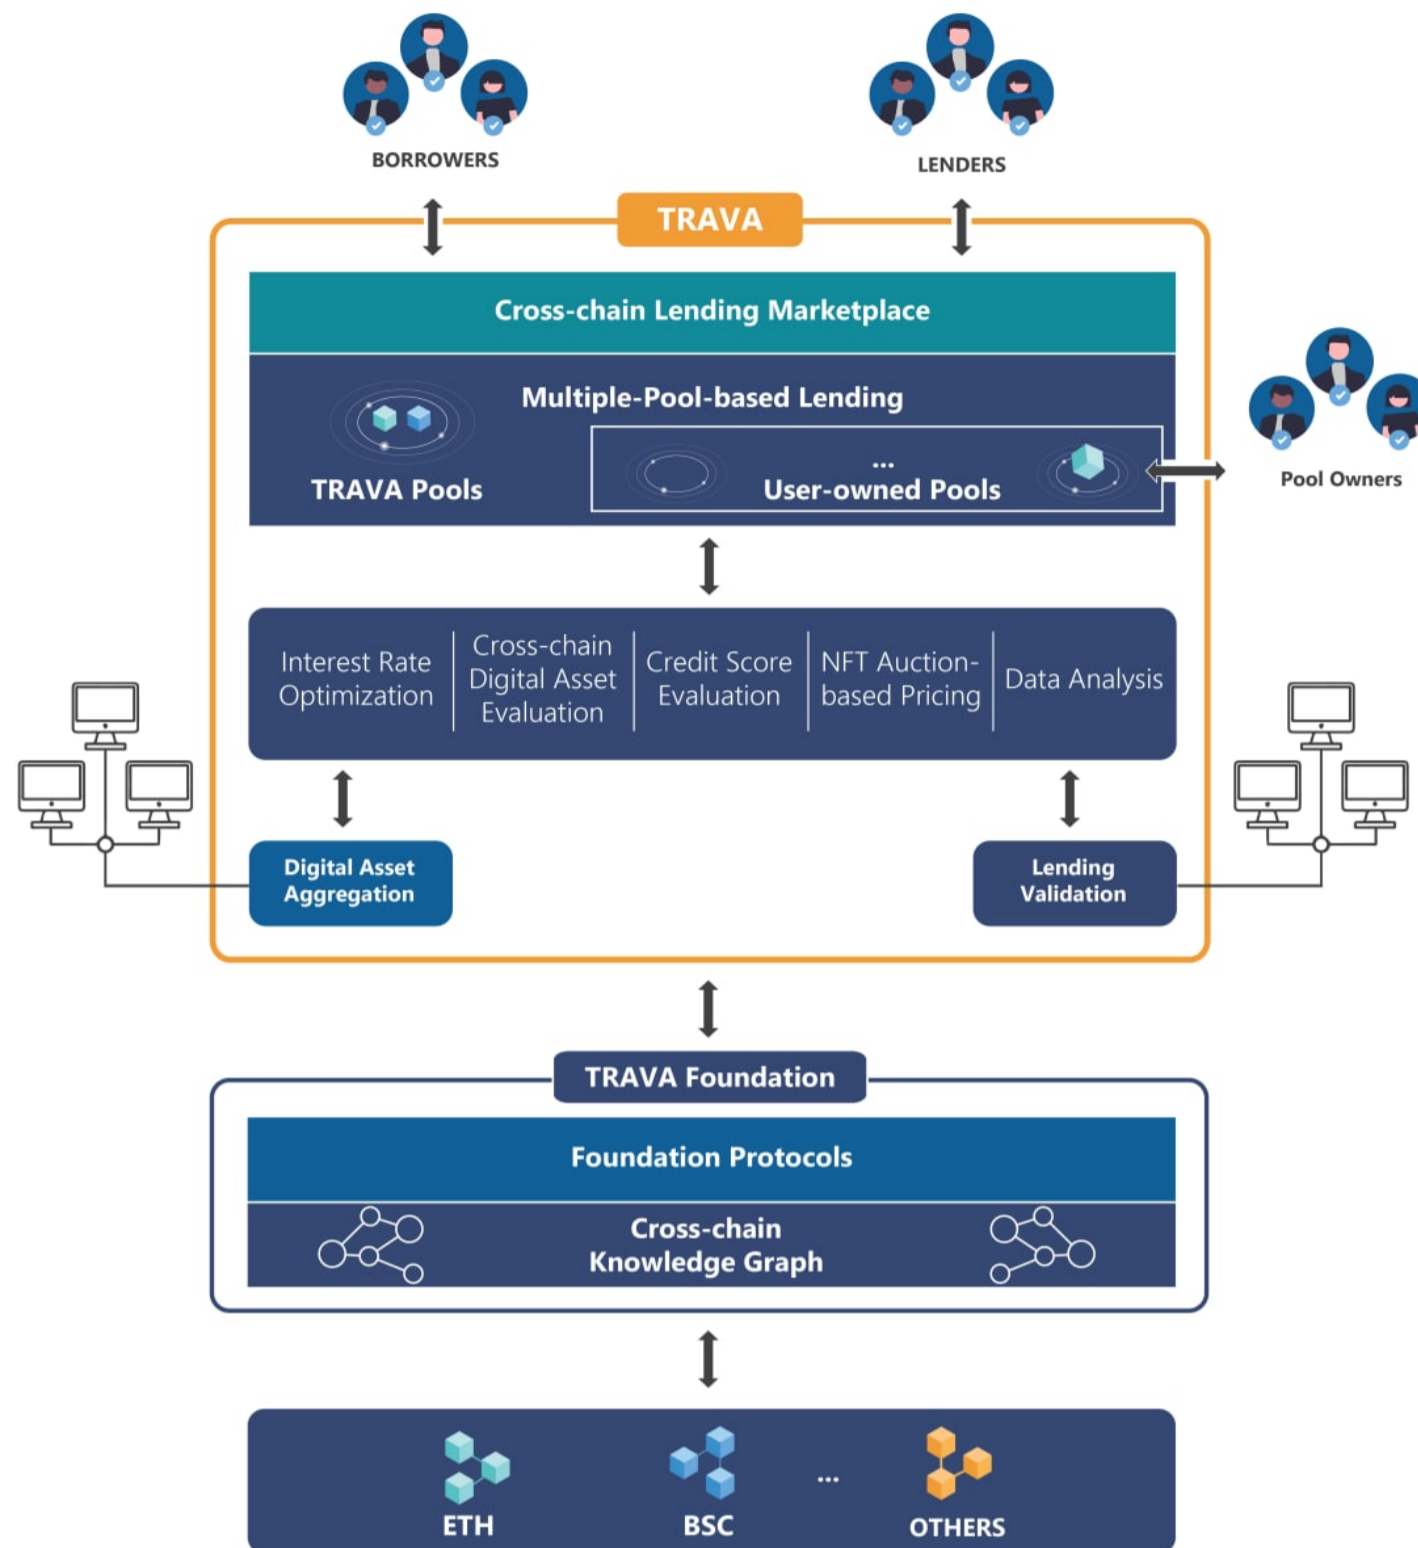 BORROWERS
LENDERS
TRAVA
Cross-chain Lending Marketplace
Multiple-Pool-based Lending
TRAVA Pools
...
User-owned Pools
Pool Owners
Interest Rate
Optimization
Cross-chain
Digital Asset
Evaluation
Credit Score
Evaluation
NFT Auction-
based Pricing
Data Analysis
Digital Asset
Aggregation
Lending
Validation
TRAVA Foundation
Foundation Protocols
Cross-chain
Knowledge Graph
ETH
BSC
...
OTHERS